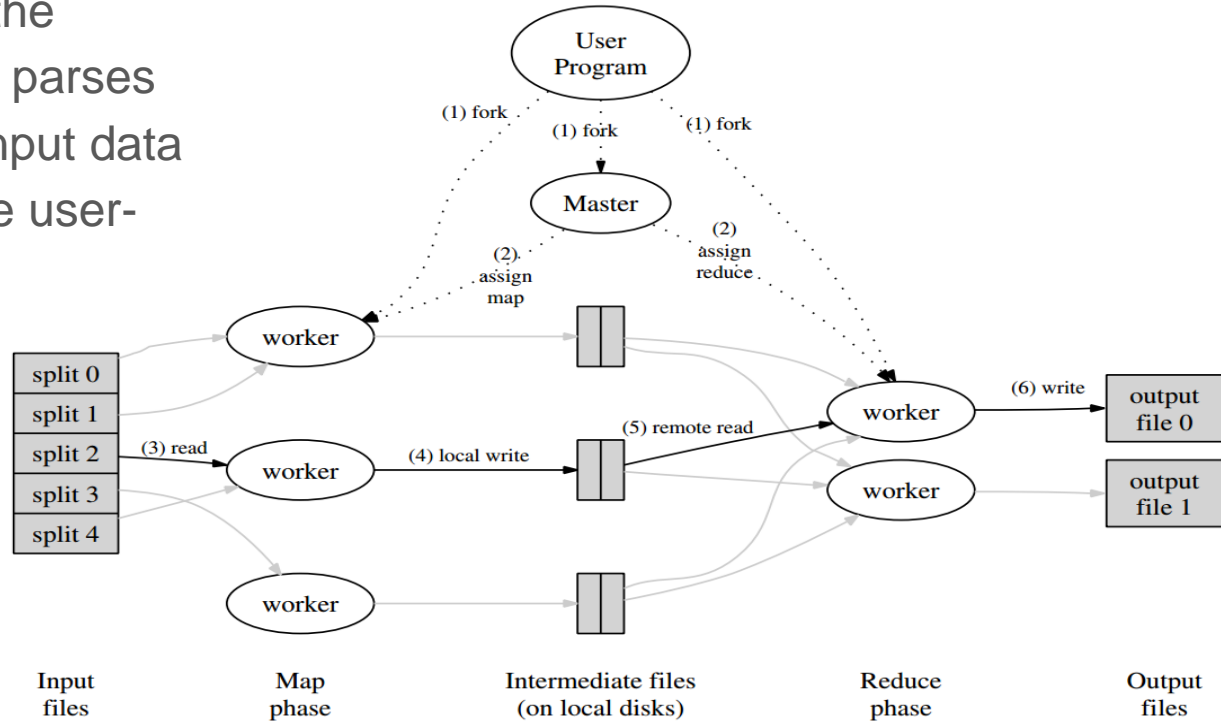 the
parses
nput data
e user-
User
Program
(1) fork
(1) fork
(1) fork
Master
(2)
assign
map
(2)
assign
reduce
split 0
split 1
split 2
split 3
split 4
worker
worker
worker
(3) read
(4) local write
(5) remote read
worker
worker
(6) write
output
file 0
output
file 1
Input
files
Map
phase
Intermediate files
(on local disks)
Reduce
phase
Output
files